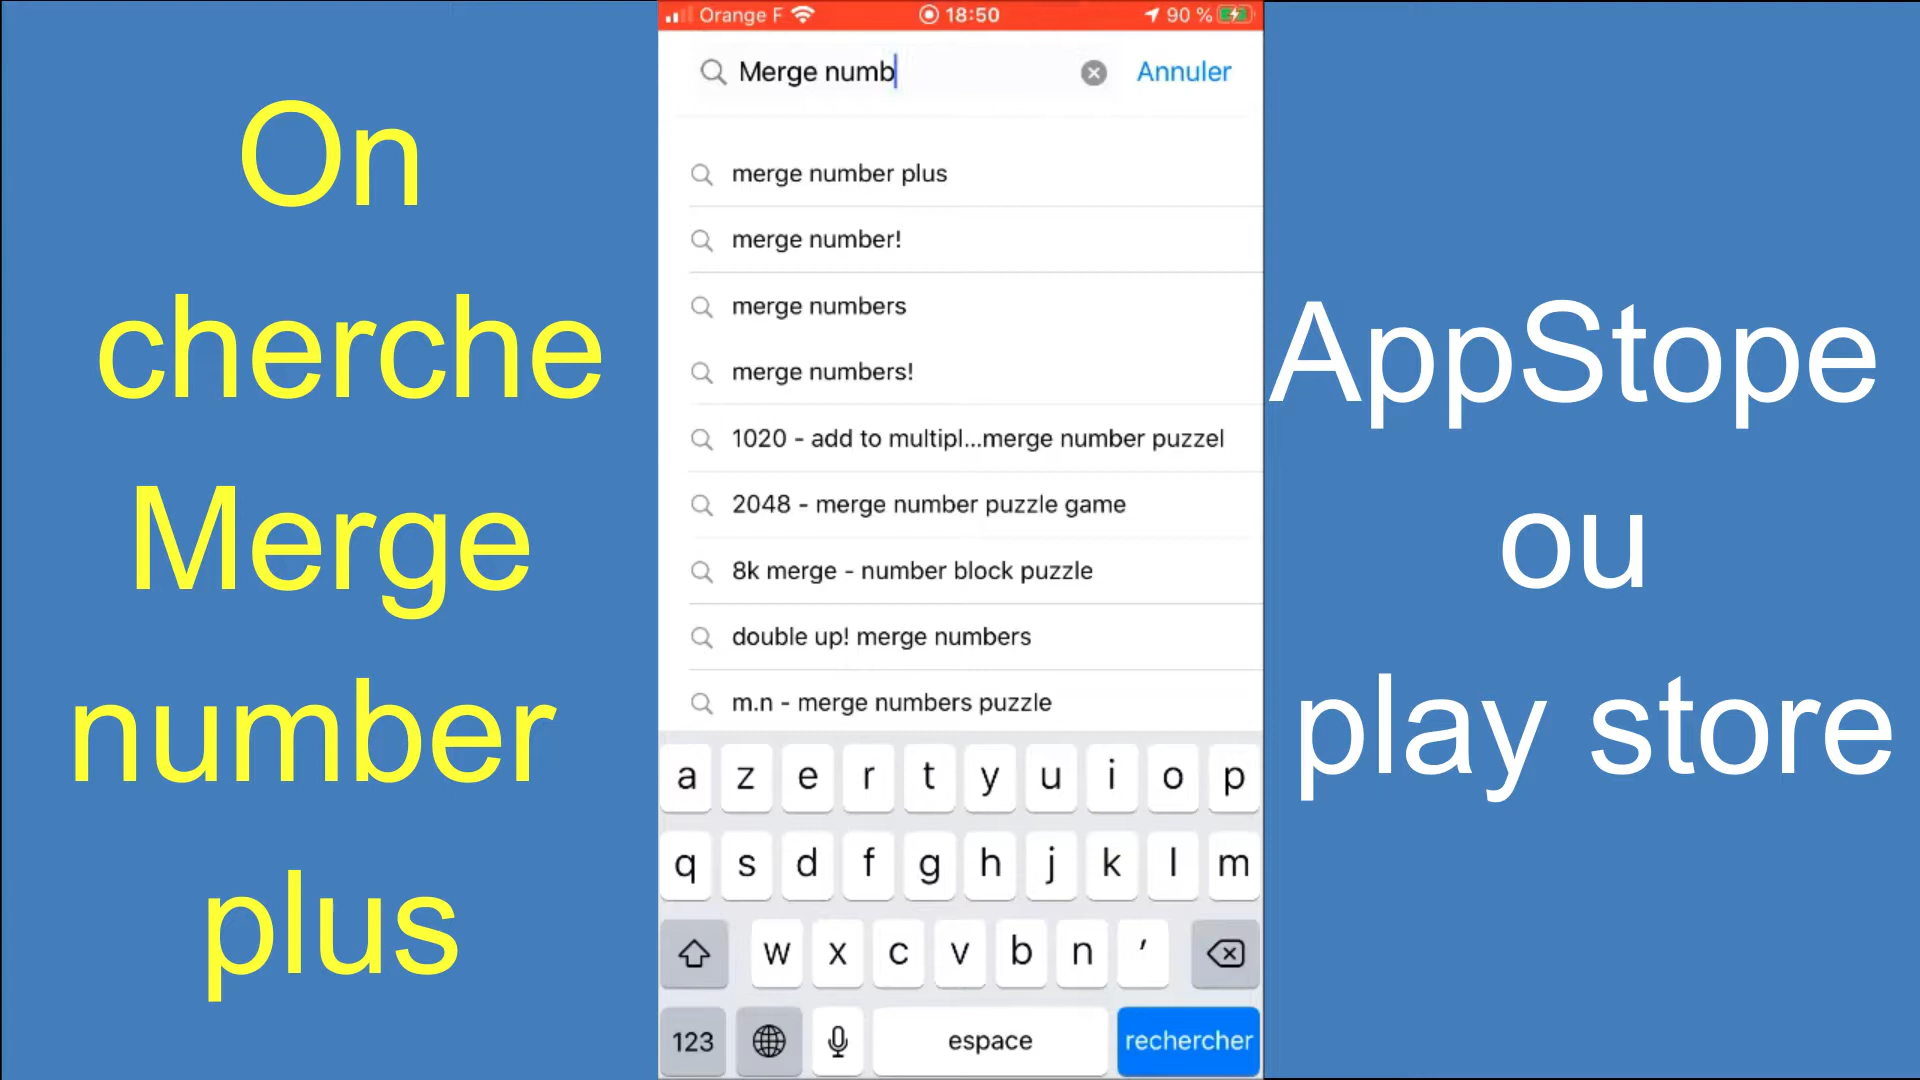 On
cherche
Merge
number
plus
Orange F 18:50 90 %
Merge numb Annuler
merge number plus
merge number!
merge numbers
merge numbers!
1020 - add to multipl...merge number puzzel
2048 - merge number puzzle game
8k merge - number block puzzle
double up! merge numbers
m.n - merge numbers puzzle
a z e r t y u i o p
q s d f g h j k l m
w x c v b n ′
123 espace rechercher
AppStope
ou
play store